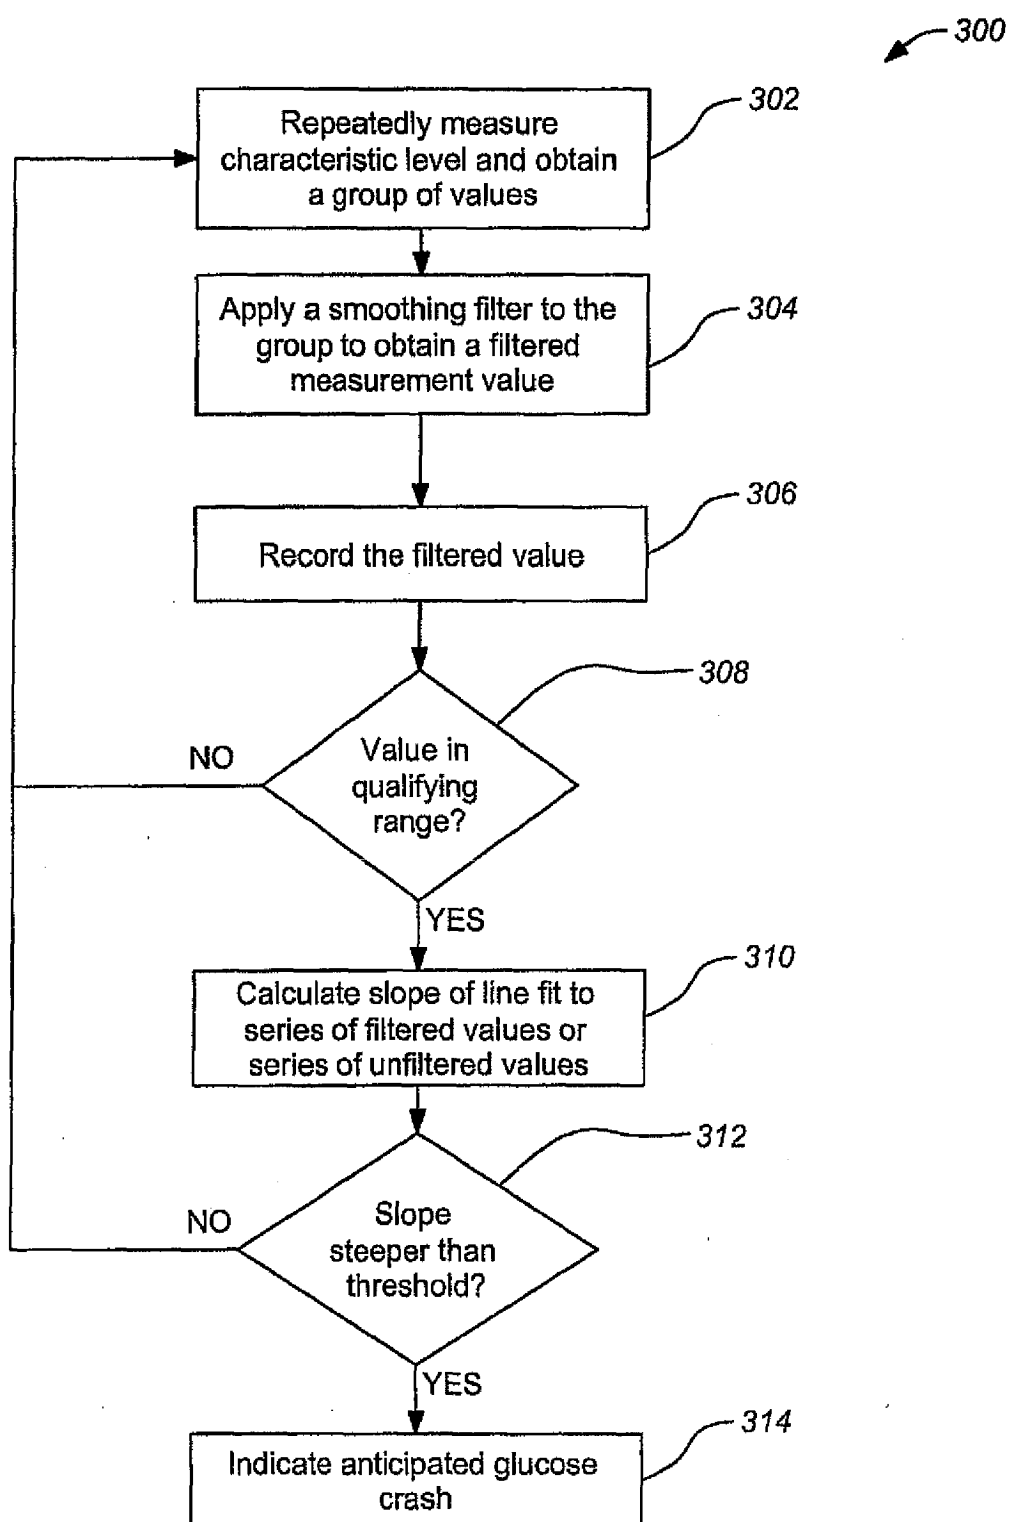 300
302
Repeatedly measure
characteristic level and obtain
a group of values
304
Apply a smoothing filter to the
group to obtain a filtered
measurement value
306
Record the filtered value
308
Value in
qualifying
range?
NO
YES
310
Calculate slope of line fit to
series of filtered values or
series of unfiltered values
312
Slope
steeper than
threshold?
NO
YES
314
Indicate anticipated glucose
crash